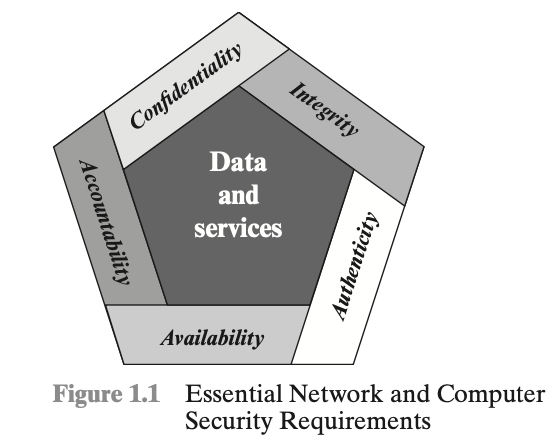 Confidentiality
Integrity
Accountability
Data
and
services
Authenticity
Availability
Figure 1.1 Essential Network and Computer
Security Requirements